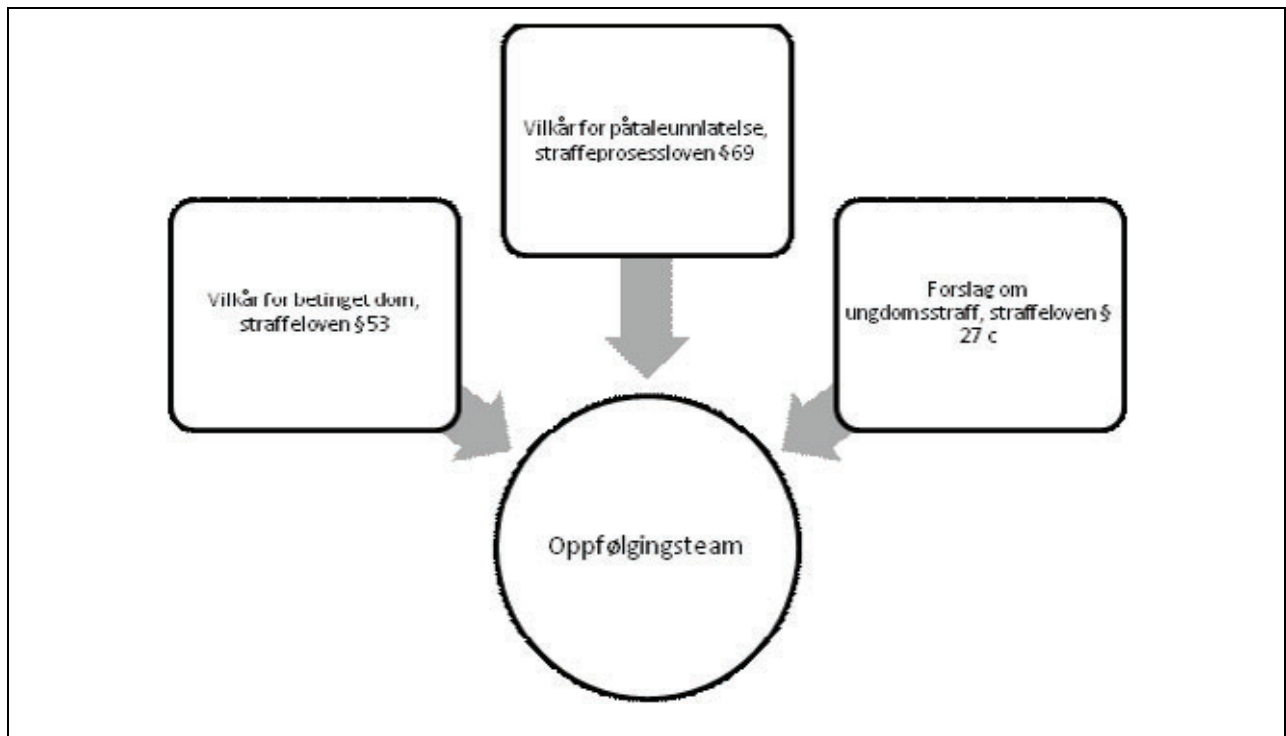 Vilkår for påtaleunnlatelse,
straffeprosessloven §69
Vilkår for betinget dom,
straffeloven §53
Forslag om
ungdomsstraff, straffeloven §
27 c
Oppfølgingsteam